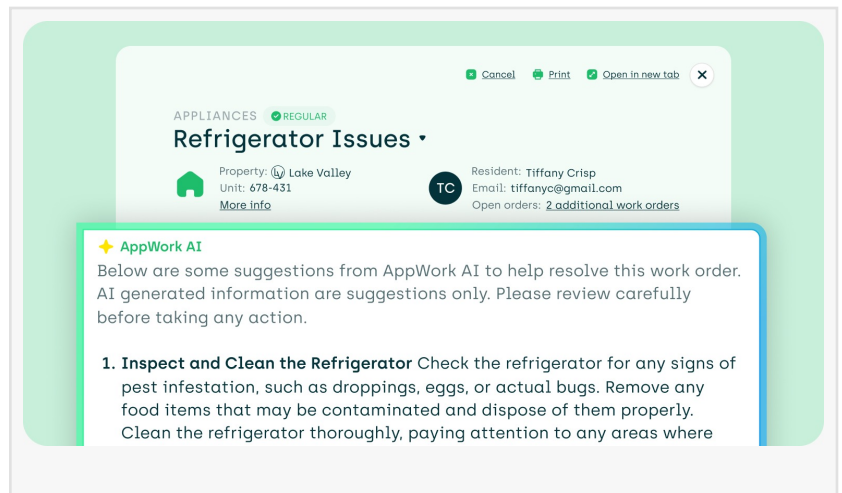 Cancel Print Open in new tab
APPLIANCES REGULAR
Refrigerator Issues
Property: LV Lake Valley
Unit: 678-431
More info
TC
Resident: Tiffany Crisp
Email: tiffanyc@gmail.com
Open orders: 2 additional work orders
AppWork AI
Below are some suggestions from AppWork AI to help resolve this work order.
AI generated information are suggestions only. Please review carefully
before taking any action.
1. Inspect and Clean the Refrigerator Check the refrigerator for any signs of
pest infestation, such as droppings, eggs, or actual bugs. Remove any
food items that may be contaminated and dispose of them properly.
Clean the refrigerator thoroughly, paying attention to any areas where